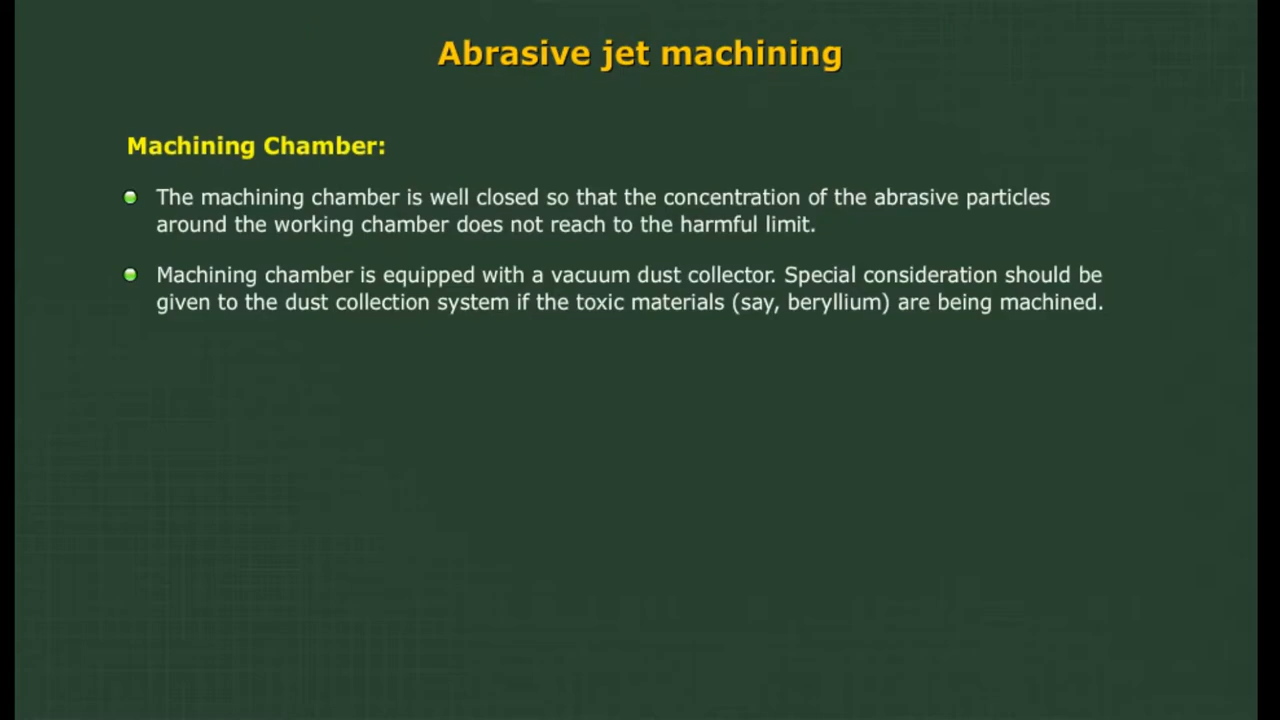 Abrasive jet machining
Machining Chamber:
The machining chamber is well closed so that the concentration of the abrasive particles
around the working chamber does not reach to the harmful limit.
Machining chamber is equipped with a vacuum dust collector. Special consideration should be
given to the dust collection system if the toxic materials (say, beryllium) are being machined.